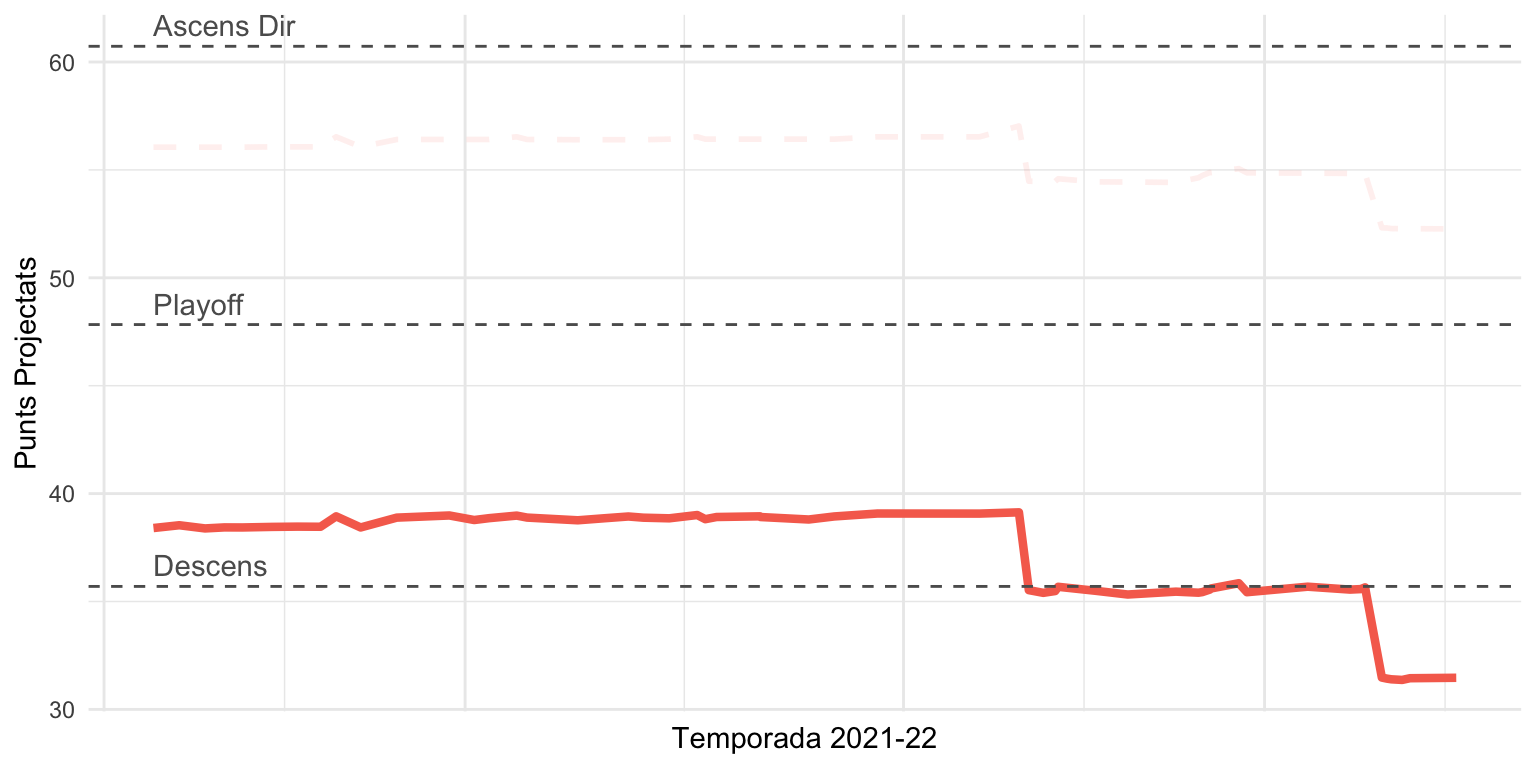 Ascens Dir
60
50
Playoff
40
Descens
30
Punts Projectats
Temporada 2021-22